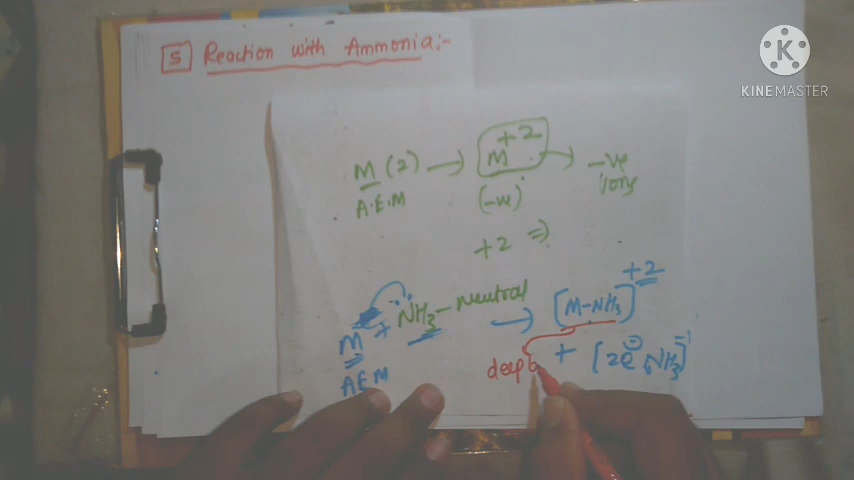 5 Reaction with Ammonia:-
K
KINEMASTER
M (2) → M+2 → -ve ions
A.E.M (-ve)
+2 ⇒
M + NH3 - Neutral → [M-NH3]+2
AEM
deep b + [2e⊖ NH3]-1